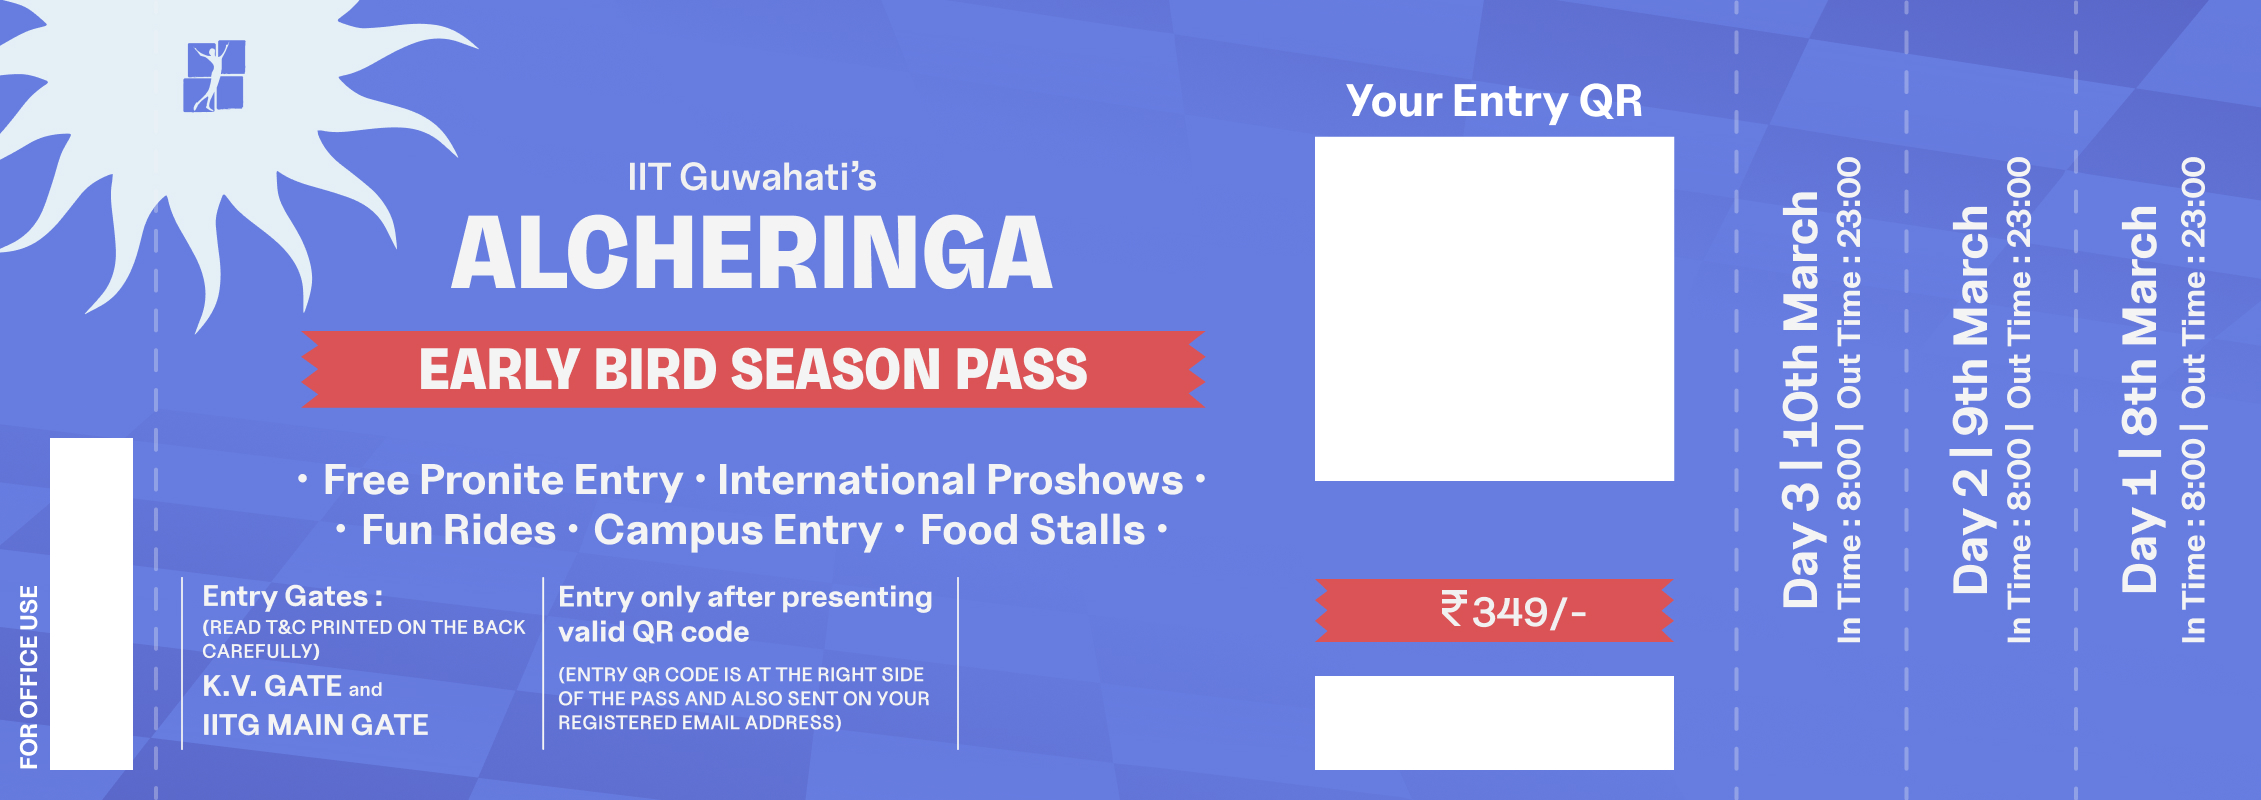 IIT Guwahati’s
ALCHERINGA
EARLY BIRD SEASON PASS
· Free Pronite Entry · International Proshows ·
· Fun Rides · Campus Entry · Food Stalls ·
FOR OFFICE USE
Entry Gates :
(READ T&C PRINTED ON THE BACK
CAREFULLY)
K.V. GATE and
IITG MAIN GATE
Entry only after presenting
valid QR code
(ENTRY QR CODE IS AT THE RIGHT SIDE
OF THE PASS AND ALSO SENT ON YOUR
REGISTERED EMAIL ADDRESS)
Your Entry QR
₹349/-
Day 3 | 10th March
In Time : 8:00 | Out Time : 23:00
Day 2 | 9th March
In Time : 8:00 | Out Time : 23:00
Day 1 | 8th March
In Time : 8:00 | Out Time : 23:00